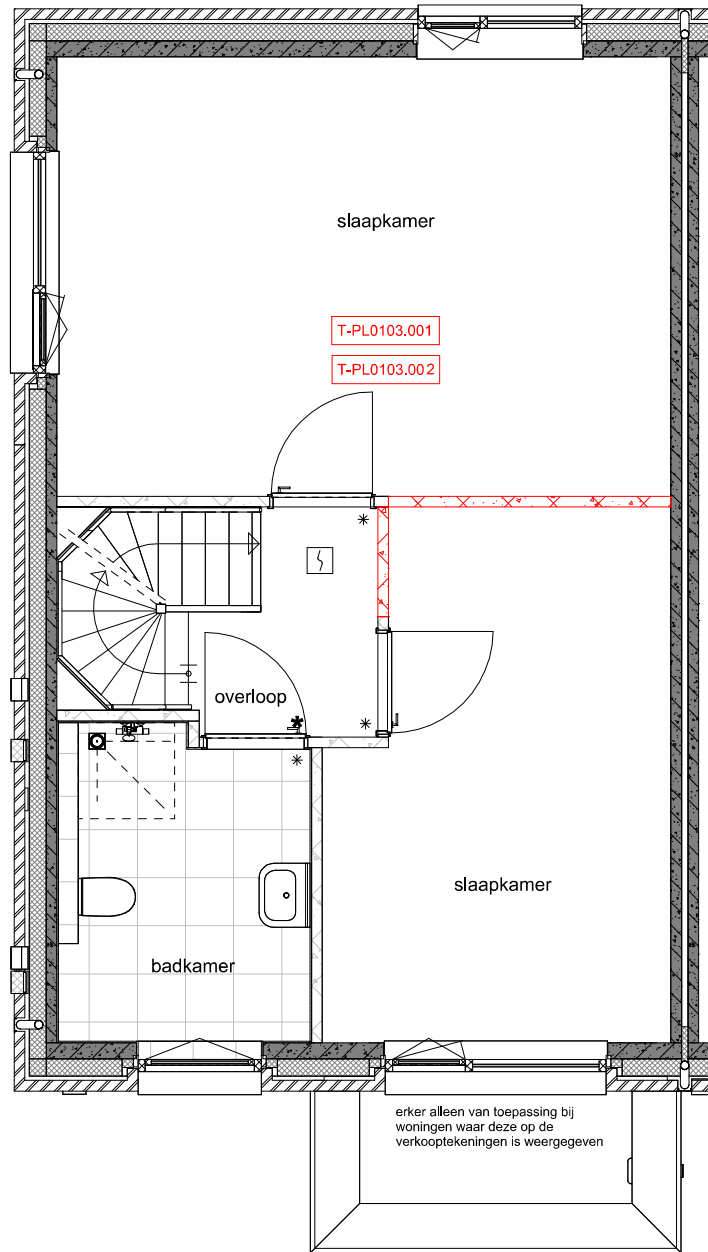 slaapkamer
T-PL0103.001
T-PL0103.002
overloop
slaapkamer
badkamer
erker alleen van toepassing bij
woningen waar deze op de
verkooptekeningen is weergegeven